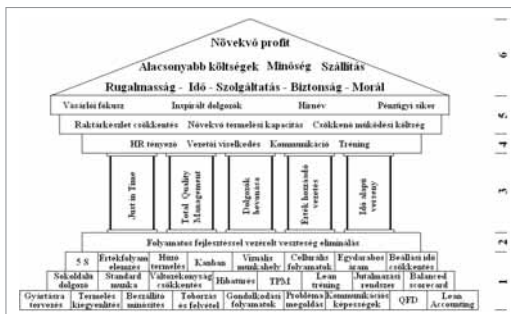 Növekvő profit
Alacsonyabb költségek Minőség Szállítás
Rugalmasság - Idő - Szolgáltatás - Biztonság - Morál
6
Vásárlói fókusz Inspirált dolgozók Hírnév Pénzügyi siker
Raktárkészlet csökkentés Növekvő termelési kapacitás Csökkenő működési költség
5
HR tényező Vezetői viselkedés Kommunikáció Tréning
4
Just in Time
Total Quality
Management
Dolgozók
bevonása
Érték hozzáadó
vezetés
Idő alapú
verseny
3
Folyamatos fejlesztéssel vezérelt veszteség eliminálás
2
5 S
Értékfolyam
elemzés
Húzó
termelés
Kanban
Vizuális
munkahely
Celluláris
folyamatok
Egydarabos
áram
Beállási idő
csökkentés
Sokoldalú
dolgozó
Standard
munka
Változékonyság
csökkentés
Hibamtes
TPM
Lean
tréning
Jutalmazási
rendszer
Balanced
scorecard
Gyártásra
tervezés
Termelés
kiegyenlítés
Beszállító
minősítés
Toborzás
és felvétel
Gondolkodási
folyamatok
Probléma
megoldás
Kommunikációs
képességek
QFD
Lean
Accounting
1